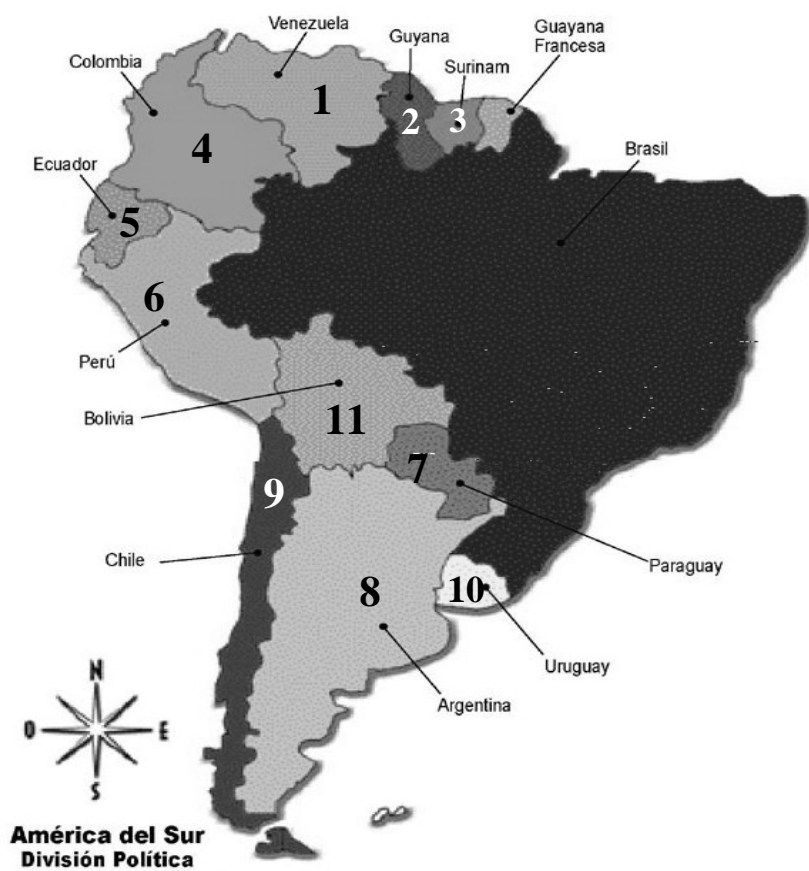 Venezuela
Guyana
Guayana
Francesa
Colombia
Surinam
1
2
3
4
Brasil
Ecuador
5
6
Perú
Bolivia
11
7
9
Chile
Paraguay
8
10
Uruguay
Argentina
N
O
E
S
América del Sur
División Política